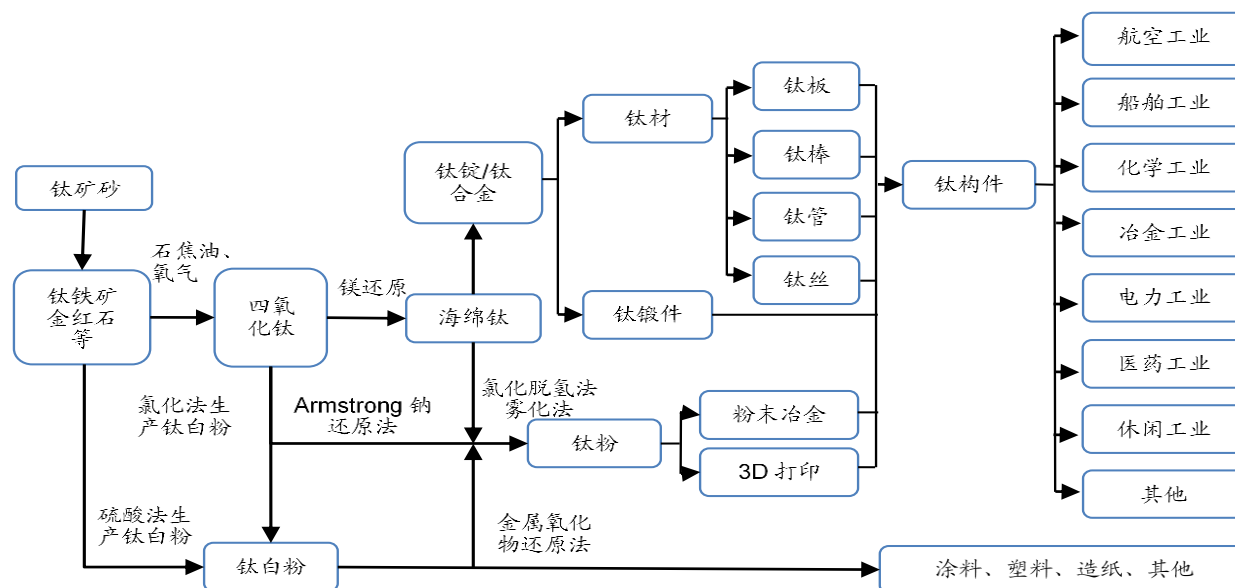 钛矿砂
钛铁矿
金红石
等
石焦油、
氧气
四氧
化钛
镁还原
海绵钛
钛锭/钛
合金
钛材
钛锻件
钛板
钛棒
钛管
钛丝
钛构件
航空工业
船舶工业
化学工业
冶金工业
电力工业
医药工业
休闲工业
其他
氯化法生
产钛白粉
Armstrong 钠
还原法
氯化脱氢法
雾化法
钛粉
粉末冶金
3D 打印
硫酸法生
产钛白粉
钛白粉
金属氧化
物还原法
涂料、塑料、造纸、其他